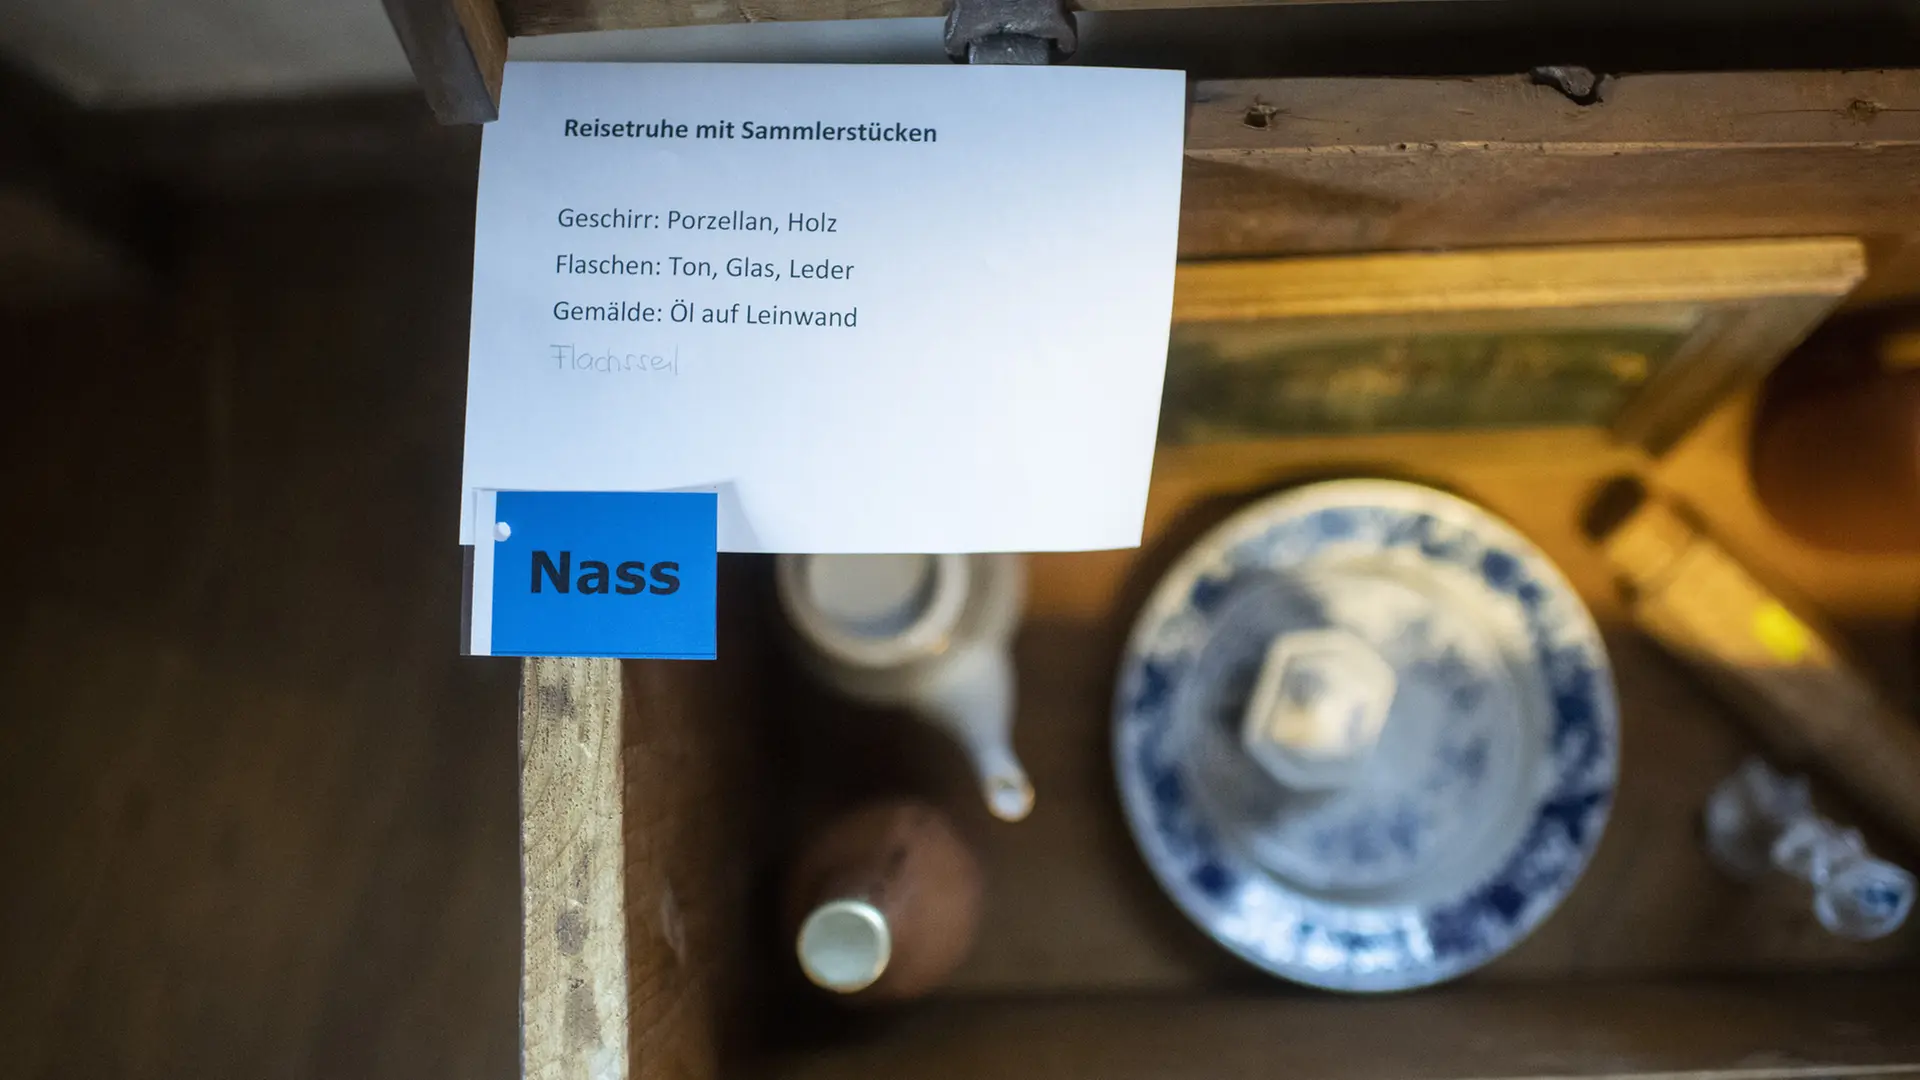 Reisetruhe mit Sammlerstücken
Geschirr: Porzellan, Holz
Flaschen: Ton, Glas, Leder
Gemälde: Öl auf Leinwand
Flachsseil
Nass